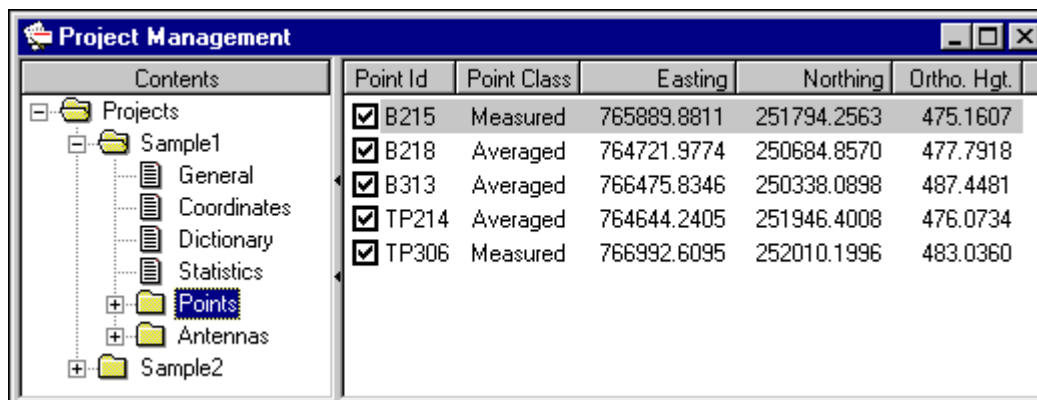 Project Management
Contents
Projects
Sample1
General
Coordinates
Dictionary
Statistics
Points
Antennas
Sample2
Point Id Point Class Easting Northing Ortho. Hgt.
B215 Measured 765889.8811 251794.2563 475.1607
B218 Averaged 764721.9774 250684.8570 477.7918
B313 Averaged 766475.8346 250338.0898 487.4481
TP214 Averaged 764644.2405 251946.4008 476.0734
TP306 Measured 766992.6095 252010.1996 483.0360